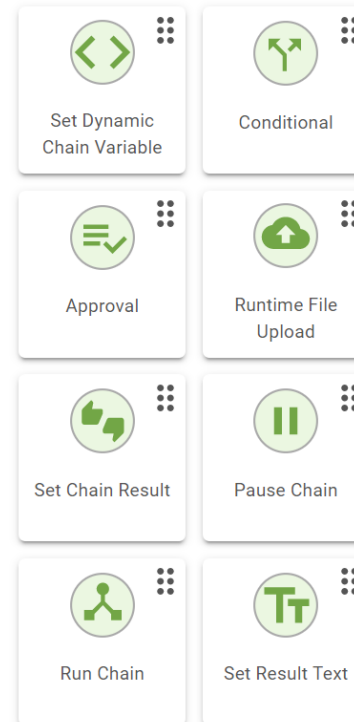 Set Dynamic
Chain Variable
Conditional
Approval
Runtime File
Upload
Set Chain Result
Pause Chain
Run Chain
Set Result Text